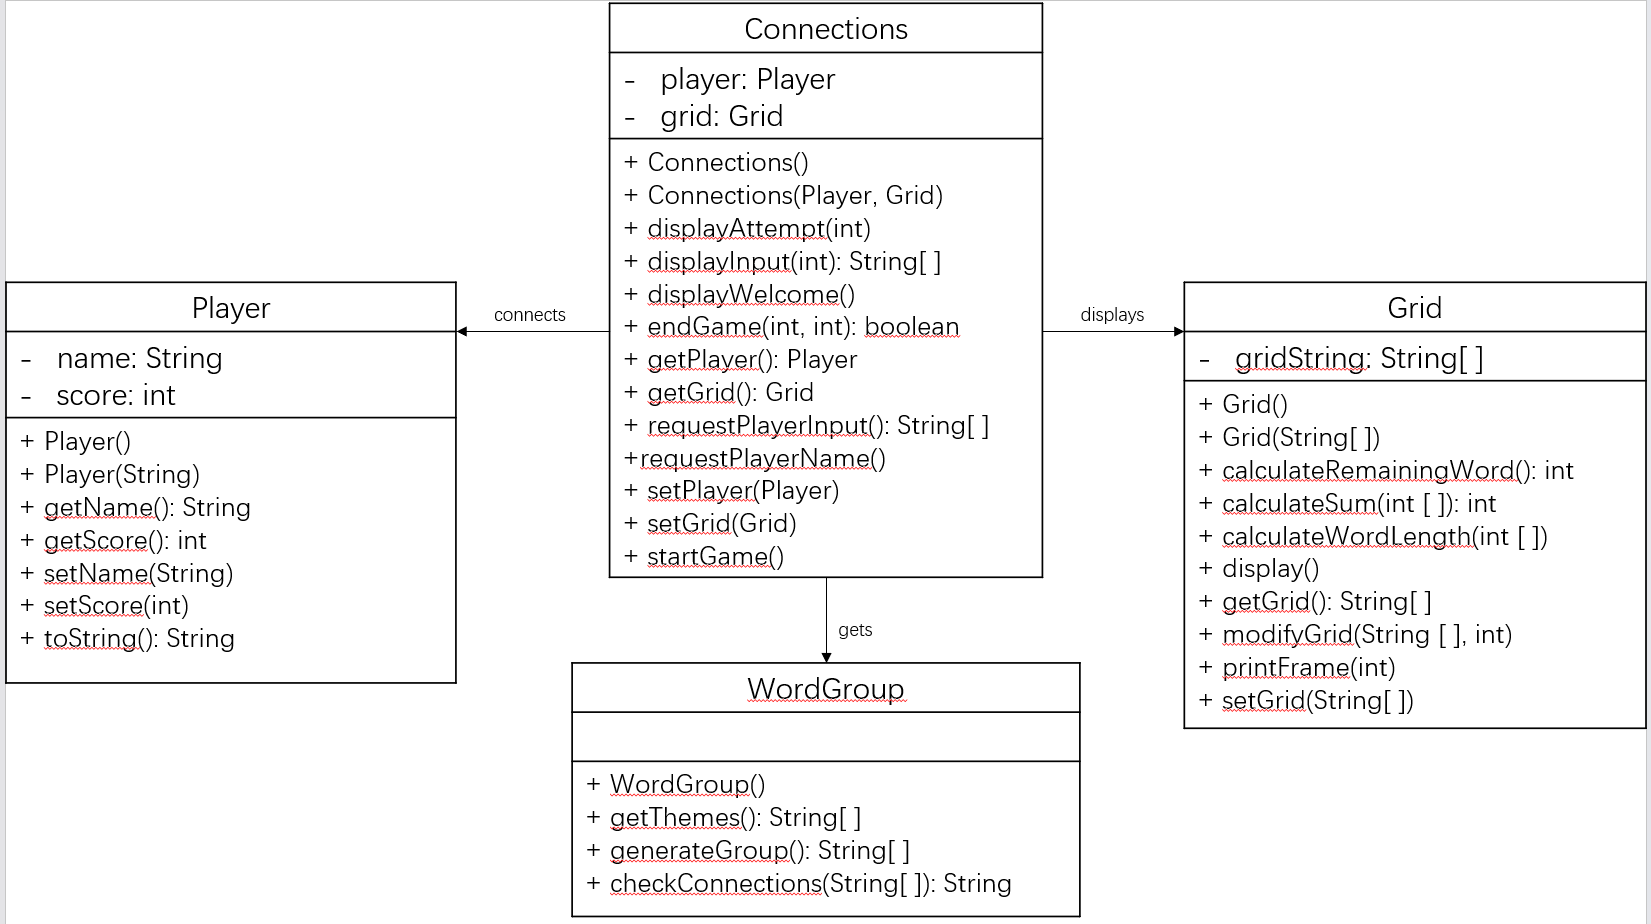 Connections
- player: Player
- grid: Grid
+ Connections()
+ Connections(Player, Grid)
+ displayAttempt(int)
+ displayInput(int): String[ ]
+ displayWelcome()
+ endGame(int, int): boolean
+ getPlayer(): Player
+ getGrid(): Grid
+ requestPlayerInput(): String[ ]
+requestPlayerName()
+ setPlayer(Player)
+ setGrid(Grid)
+ startGame()
connects
displays
gets
Player
- name: String
- score: int
+ Player()
+ Player(String)
+ getName(): String
+ getScore(): int
+ setName(String)
+ setScore(int)
+ toString(): String
Grid
- gridString: String[ ]
+ Grid()
+ Grid(String[ ])
+ calculateRemainingWord(): int
+ calculateSum(int [ ]): int
+ calculateWordLength(int [ ])
+ display()
+ getGrid(): String[ ]
+ modifyGrid(String [ ], int)
+ printFrame(int)
+ setGrid(String[ ])
WordGroup
+ WordGroup()
+ getThemes(): String[ ]
+ generateGroup(): String[ ]
+ checkConnections(String[ ]): String